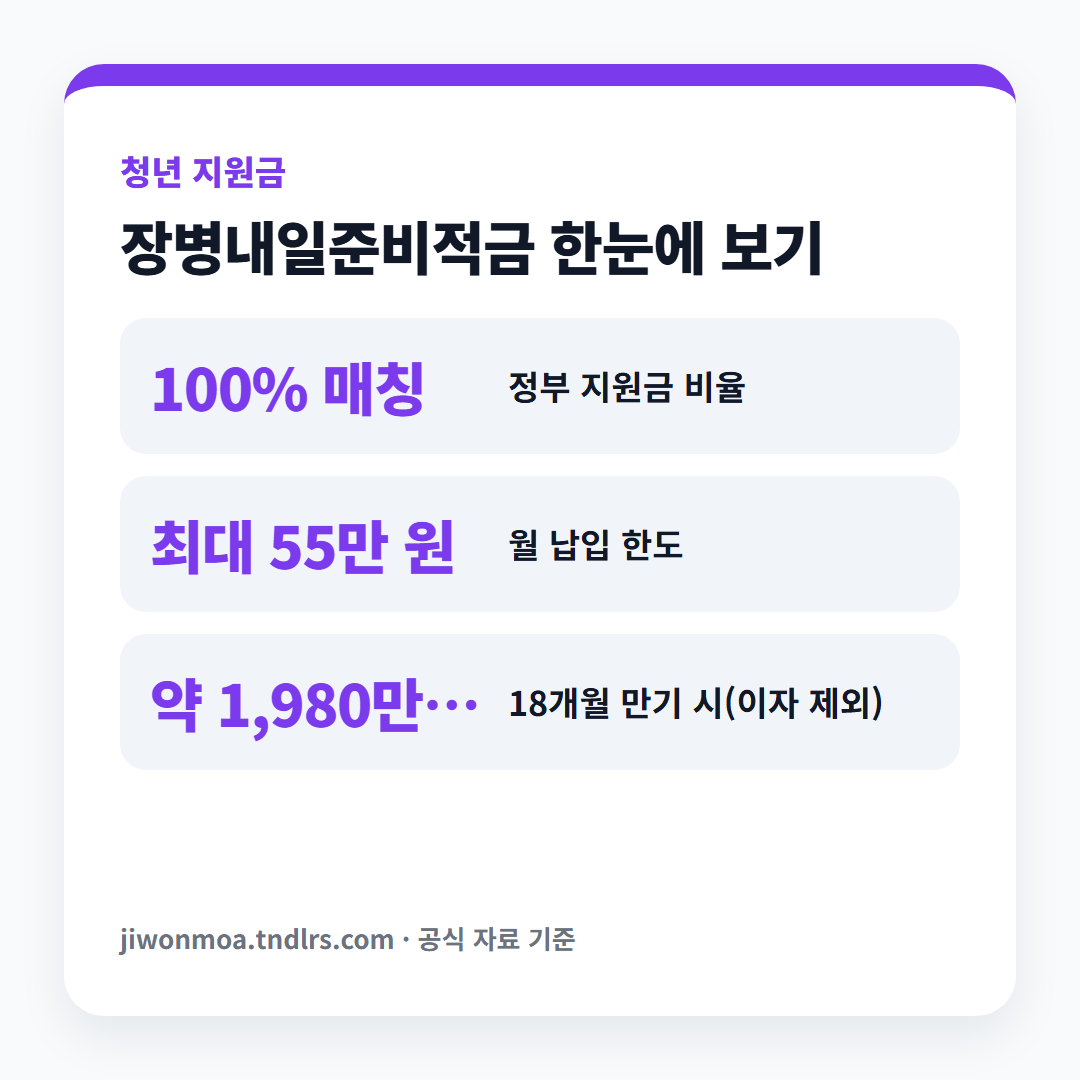 청년 지원금
장병내일준비적금 한눈에 보기
100% 매칭 정부 지원금 비율
최대 55만 원 월 납입 한도
약 1,980만… 18개월 만기 시(이자 제외)
jiwonmoa.tndlrs.com · 공식 자료 기준